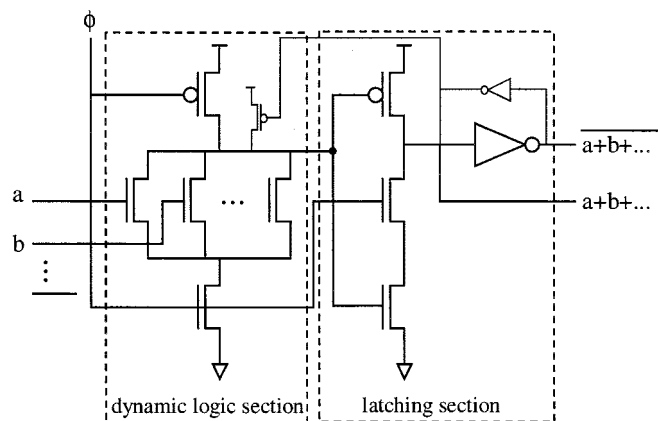 ϕ
a
b
⋮
...
a+b+...
a+b+...
dynamic logic section
latching section